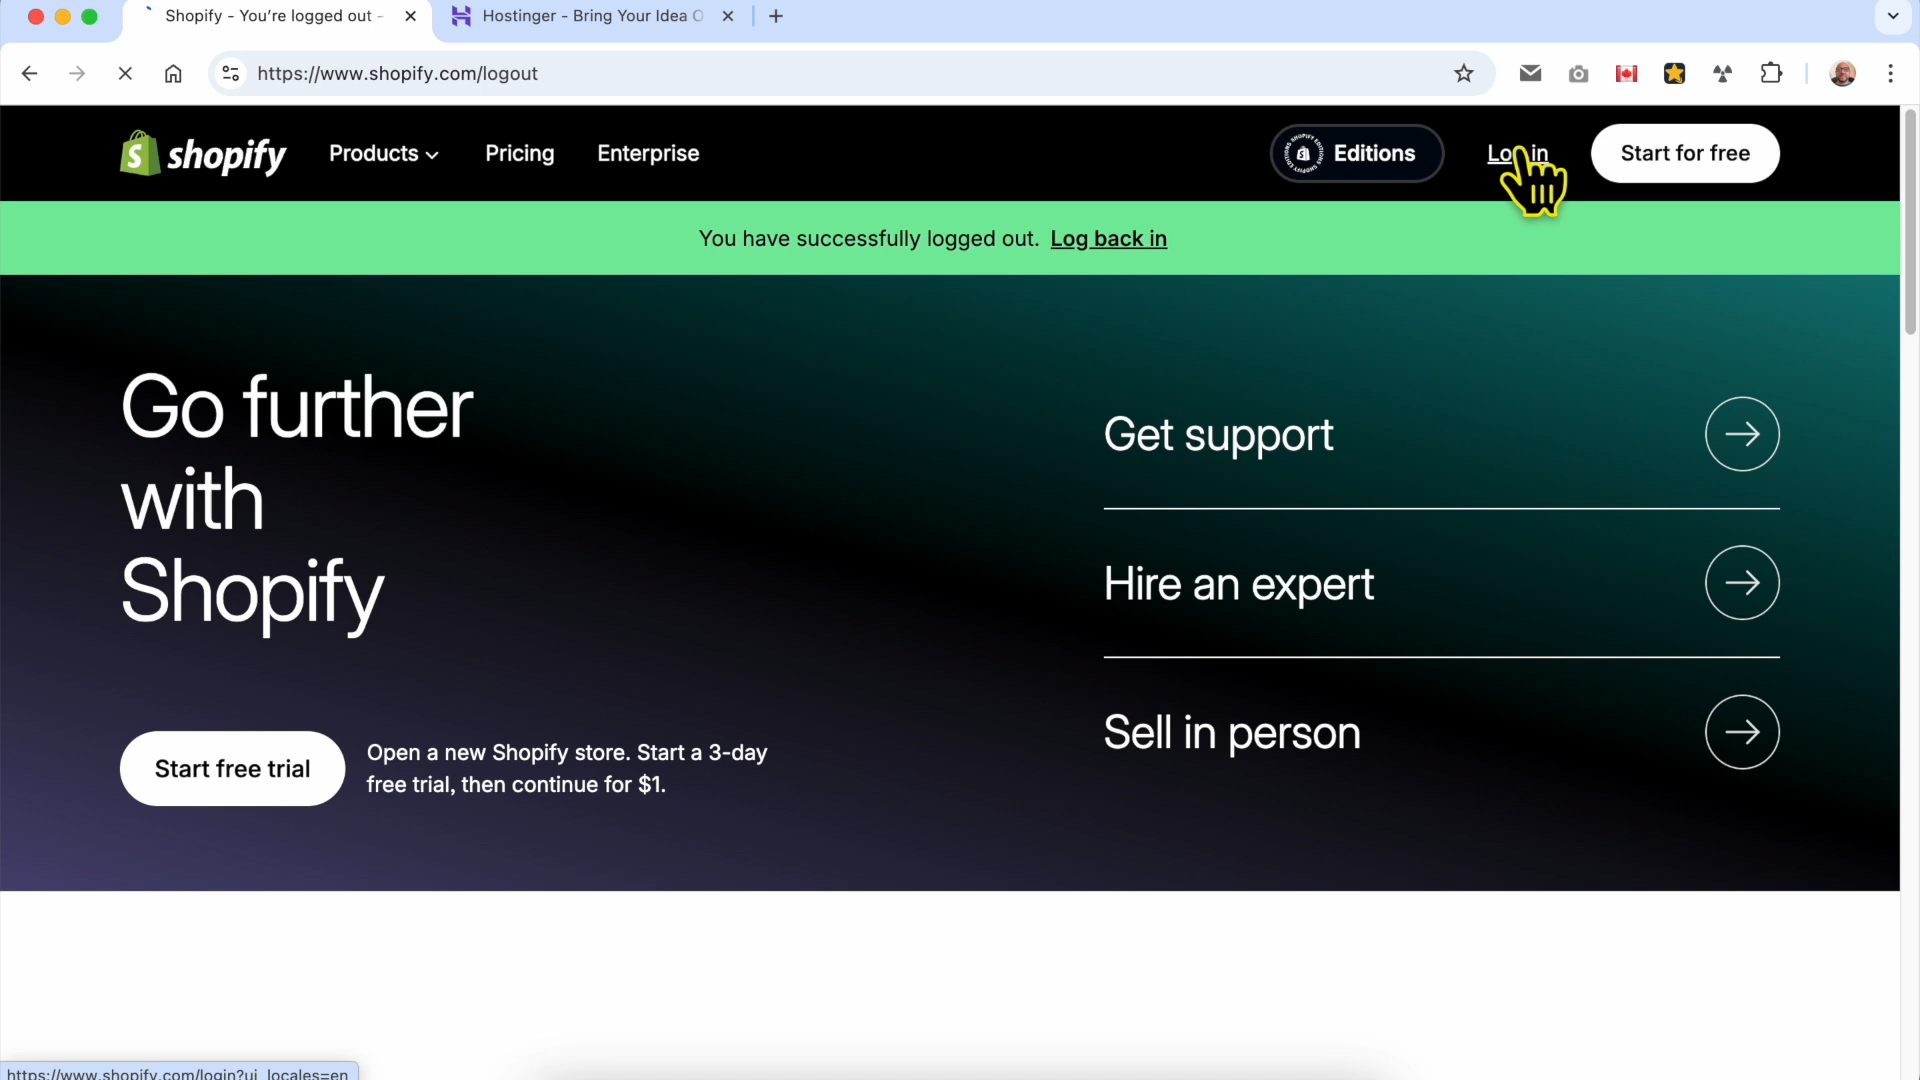 Shopify - You're logged out -
Hostinger - Bring Your Idea O
https://www.shopify.com/logout
shopify
Products
Pricing
Enterprise
Editions
Log in
Start for free
You have successfully logged out. Log back in
Go further
with
Shopify
Get support
Hire an expert
Sell in person
Start free trial
Open a new Shopify store. Start a 3-day
free trial, then continue for $1.
https://www.shopify.com/login?ui_locales=en